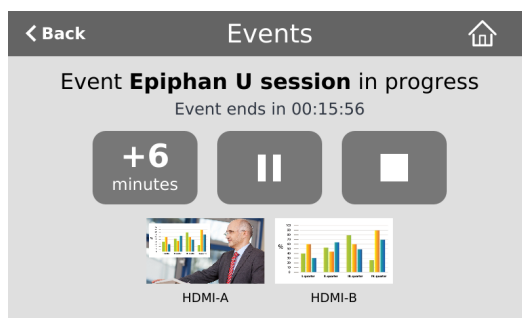 Back
Events
Event Epiphan U session in progress
Event ends in 00:15:56
+6
minutes
%
HDMI-A
HDMI-B